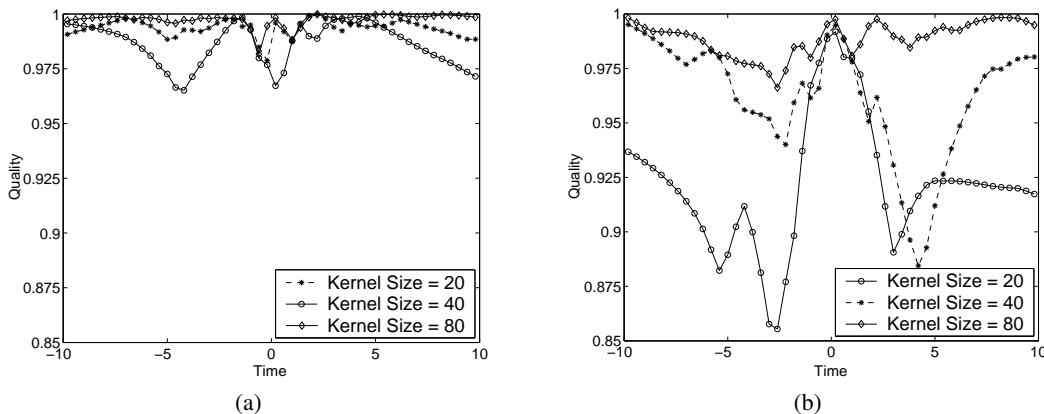 1
0.975
0.95
0.925
0.9
0.875
0.85
Quality
−10
−5
0
5
10
Time
Kernel Size = 20
Kernel Size = 40
Kernel Size = 80
(a)
1
0.975
0.95
0.925
0.9
0.875
0.85
Quality
−10
−5
0
5
10
Time
Kernel Size = 20
Kernel Size = 40
Kernel Size = 80
(b)